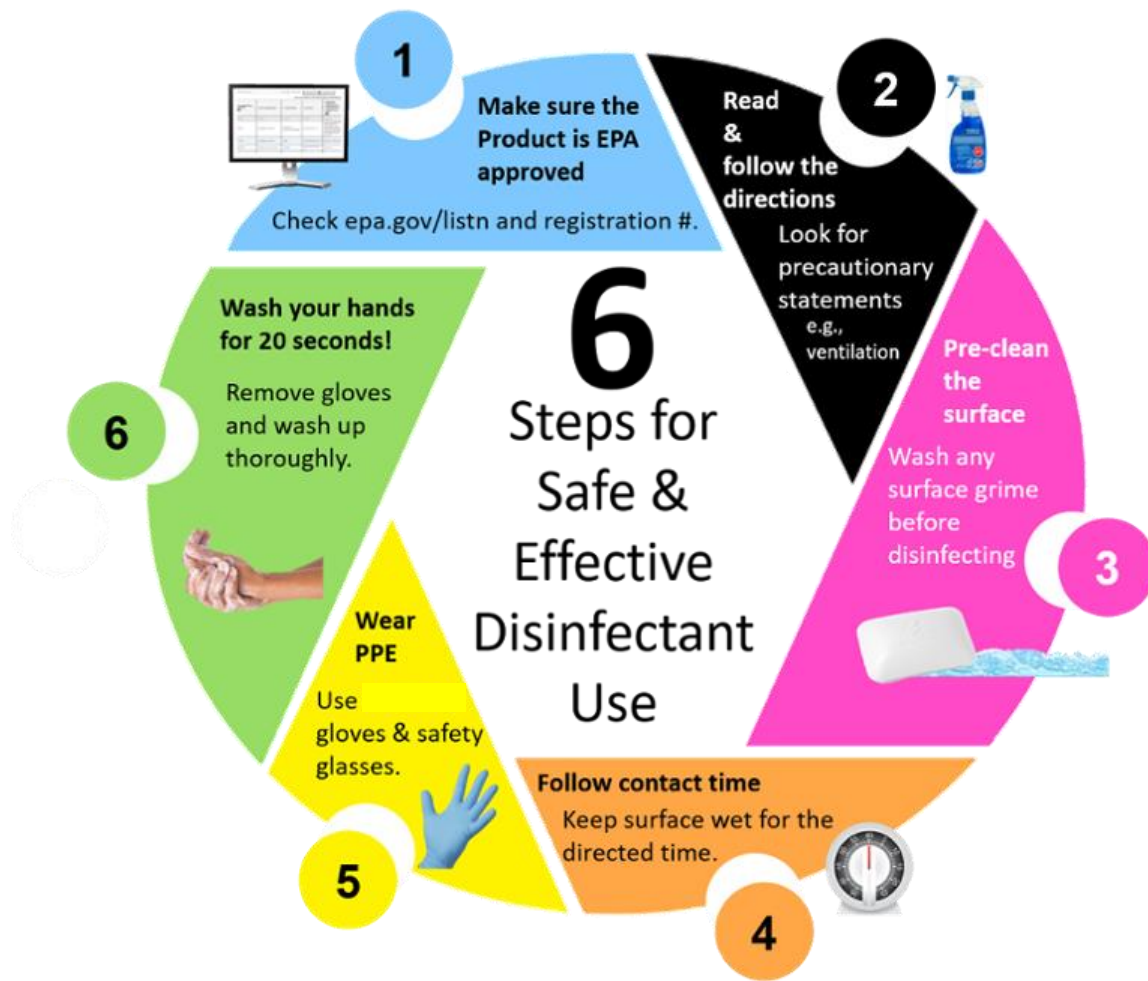 6
Steps for
Safe &
Effective
Disinfectant
Use
1
Make sure the
Product is EPA
approved
Check epa.gov/listn and registration #.
2
Read
&
follow the
directions
Look for
precautionary
statements
e.g.,
ventilation
3
Pre-clean
the
surface
Wash any
surface grime
before
disinfecting
4
Follow contact time
Keep surface wet for the
directed time.
5
Wear
PPE
Use
gloves & safety
glasses.
6
Wash your hands
for 20 seconds!
Remove gloves
and wash up
thoroughly.